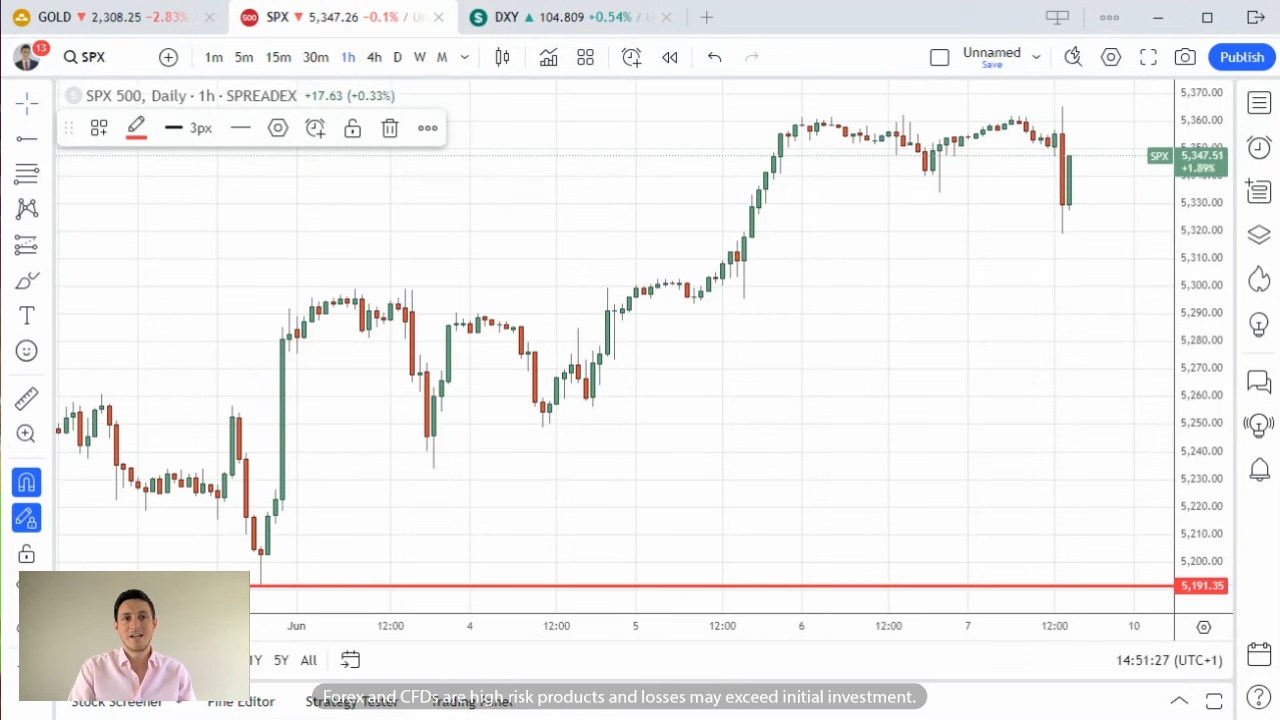 GOLD ▼ 2,308.25 -2.83% /
500 SPX ▼ 5,347.26 -0.1% /
S DXY ▲ 104.809 +0.54% /
13 SPX 1m 5m 15m 30m 1h 4h D W M Unnamed Save Publish
S SPX 500, Daily · 1h · SPREADEX +17.63 (+0.33%)
3px
5,370.00
5,360.00
SPX 5,347.51
+1.89%
5,330.00
5,320.00
5,310.00
5,300.00
5,290.00
5,280.00
5,270.00
5,260.00
5,250.00
5,240.00
5,230.00
5,220.00
5,210.00
5,200.00
5,191.35
Jun 12:00 4 12:00 5 12:00 6 12:00 7 12:00 10
5Y All 14:51:27 (UTC+1)
Stock Screener Pine Editor Strategy Tester Trading Panel
Forex and CFDs are high risk products and losses may exceed initial investment.